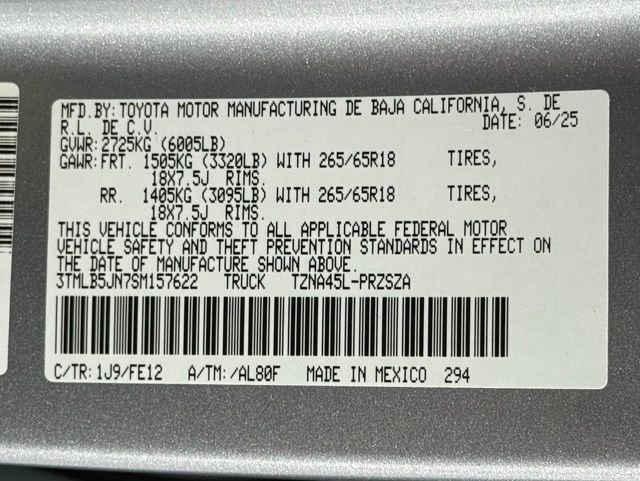 MFD.BY:TOYOTA MOTOR MANUFACTURING DE BAJA CALIFORNIA, S. DE
R.L. DE C.V. DATE: 06/25
GVWR:2725KG (6005LB)
GAWR:FRT. 1505KG (3320LB) WITH 265/65R18 TIRES,
18X7.5J RIMS.
RR. 1405KG (3095LB) WITH 265/65R18 TIRES,
18X7.5J RIMS.
THIS VEHICLE CONFORMS TO ALL APPLICABLE FEDERAL MOTOR
VEHICLE SAFETY AND THEFT PREVENTION STANDARDS IN EFFECT ON
THE DATE OF MANUFACTURE SHOWN ABOVE.
3TMLB5JN7SM157622 TRUCK TZNA45L-PRZSZA
C/TR:1J9/FE12 A/TM:/AL80F MADE IN MEXICO 294